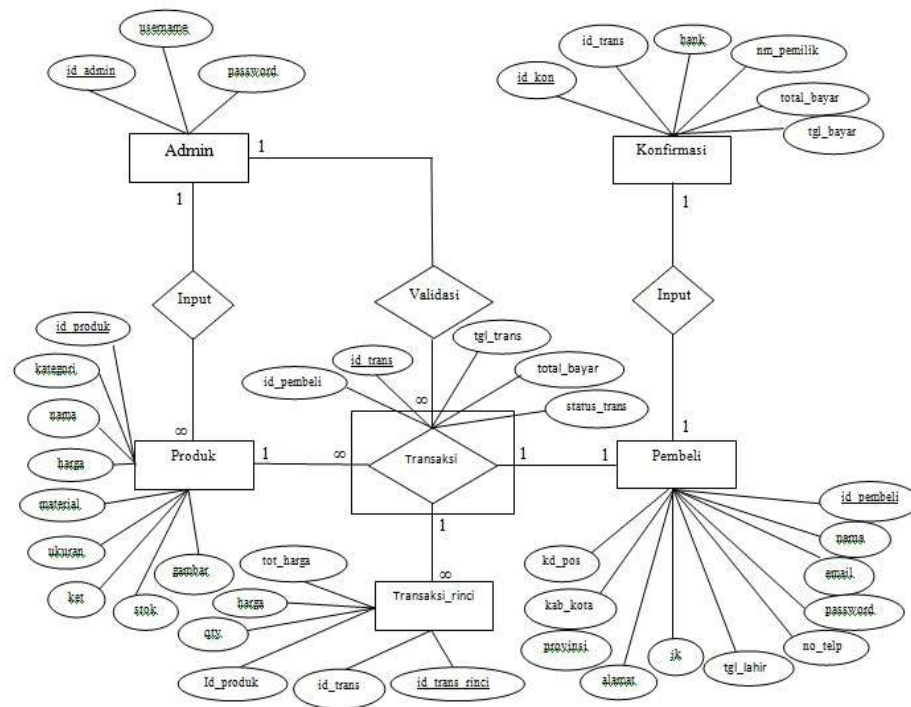 username
id_admin
password
Admin
1
1
id_trans
bank
nm_pemilik
id_kon
total_bayar
tgl_bayar
Konfirmasi
1
Input
Validasi
Input
id_produk
kategori
nama
harga
material
ukuran
ket
stok
gambar
∞
Produk
1
∞
id_pembeli
id_trans
tgl_trans
total_bayar
status_trans
∞
Transaksi
1
1
1
Pembeli
1
∞
id_pembeli
nama
email
password
no_telp
tgl_lahir
jk
alamat
provinsi
kab_kota
kd_pos
Transaksi_rinci
tot_harga
harga
qty
Id_produk
id_trans
id_trans_rinci